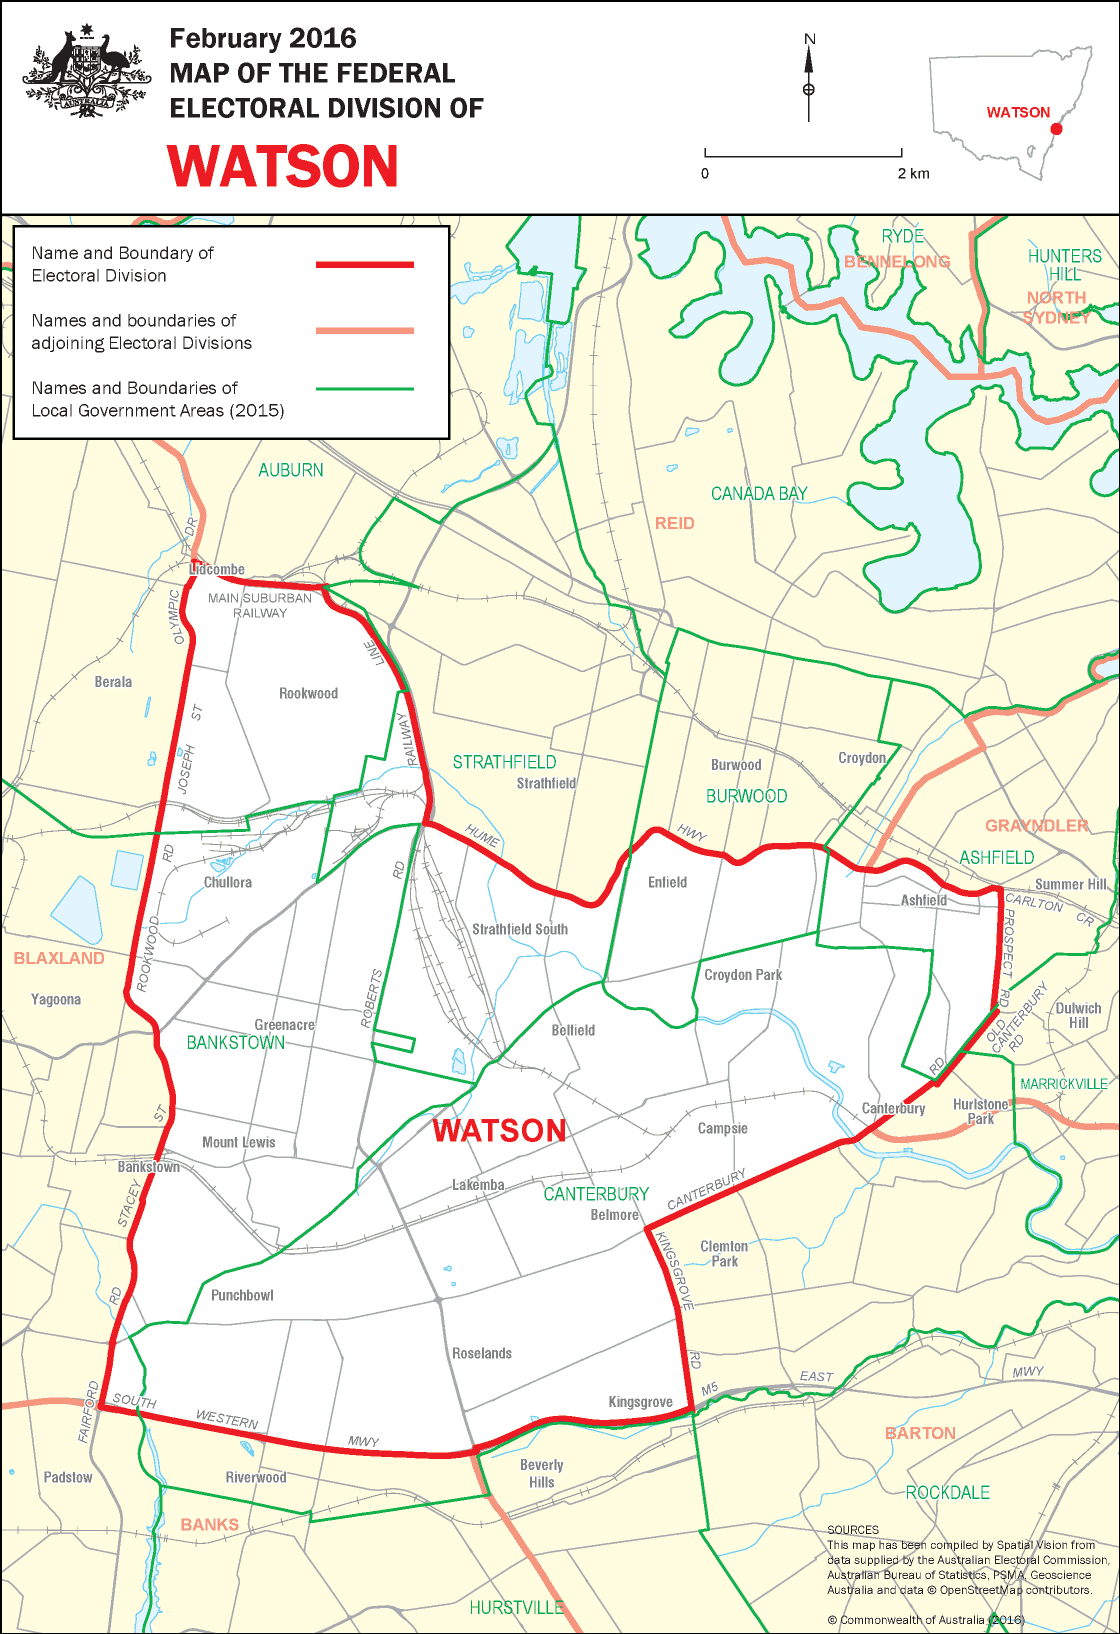 February 2016
MAP OF THE FEDERAL
ELECTORAL DIVISION OF
WATSON
AUSTRALIA
N
0
2 km
WATSON
Name and Boundary of
Electoral Division
Names and boundaries of
adjoining Electoral Divisions
Names and Boundaries of
Local Government Areas (2015)
RYDE
BENNELONG
HUNTERS
HILL
NORTH
SYDNEY
AUBURN
CANADA BAY
REID
DR
Lidcombe
MAIN SUBURBAN
RAILWAY
OLYMPIC
LINE
Berala
Rookwood
ST
JOSEPH
RAILWAY
STRATHFIELD
Strathfield
Burwood
Croydon
BURWOOD
HUME
HWY
GRAYNDLER
ASHFIELD
RD
RD
Chullora
Enfield
Ashfield
Summer Hill
CARLTON
CR
PROSPECT
RD
ROOKWOOD
Strathfield South
BLAXLAND
Croydon Park
Yagoona
ROBERTS
Greenacre
BANKSTOWN
Belfield
OLD
CANTERBURY
RD
Dulwich
Hill
RD
MARRICKVILLE
ST
Canterbury
Hurlstone
Park
WATSON
Campsie
Mount Lewis
Bankstown
STACEY
Lakemba
CANTERBURY
CANTERBURY
Belmore
KINGSGROVE
Clemton
Park
RD
Punchbowl
RD
Roselands
M5
EAST
MWY
FAIRFORD
SOUTH
WESTERN
MWY
Kingsgrove
BARTON
Padstow
Riverwood
Beverly
Hills
ROCKDALE
BANKS
HURSTVILLE
SOURCES
This map has been compiled by Spatial Vision from
data supplied by the Australian Electoral Commission,
Australian Bureau of Statistics, PSMA, Geoscience
Australia and data © OpenStreetMap contributors.
© Commonwealth of Australia (2016)